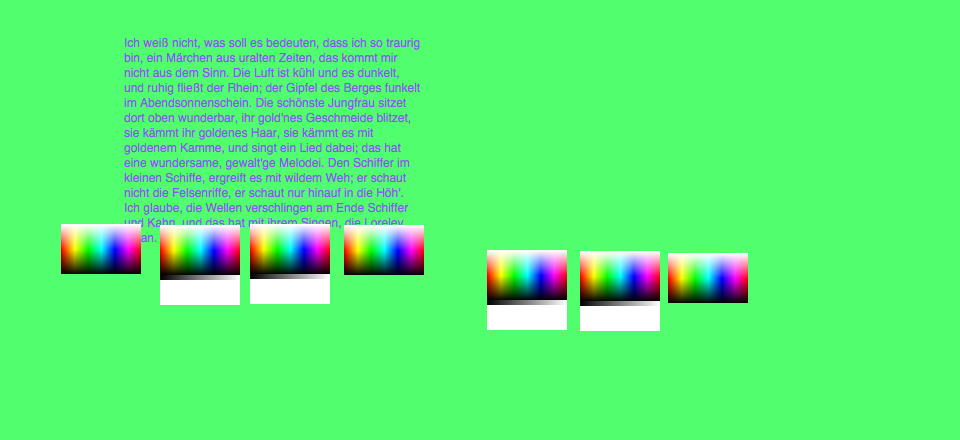 Ich weiß nicht, was soll es bedeuten, dass ich so traurig
bin, ein Märchen aus uralten Zeiten, das kommt mir
nicht aus dem Sinn. Die Luft ist kühl und es dunkelt,
und ruhig fließt der Rhein; der Gipfel des Berges funkelt
im Abendsonnenschein. Die schönste Jungfrau sitzet
dort oben wunderbar, ihr gold'nes Geschmeide blitzet,
sie kämmt ihr goldenes Haar, sie kämmt es mit
goldenem Kamme, und singt ein Lied dabei; das hat
eine wundersame, gewalt'ge Melodei. Den Schiffer im
kleinen Schiffe, ergreift es mit wildem Weh; er schaut
nicht die Felsenriffe, er schaut nur hinauf in die Höh'.
Ich glaube, die Wellen verschlingen am Ende Schiffer
und Kahn, und das hat mit ihrem Singen, die Loreley